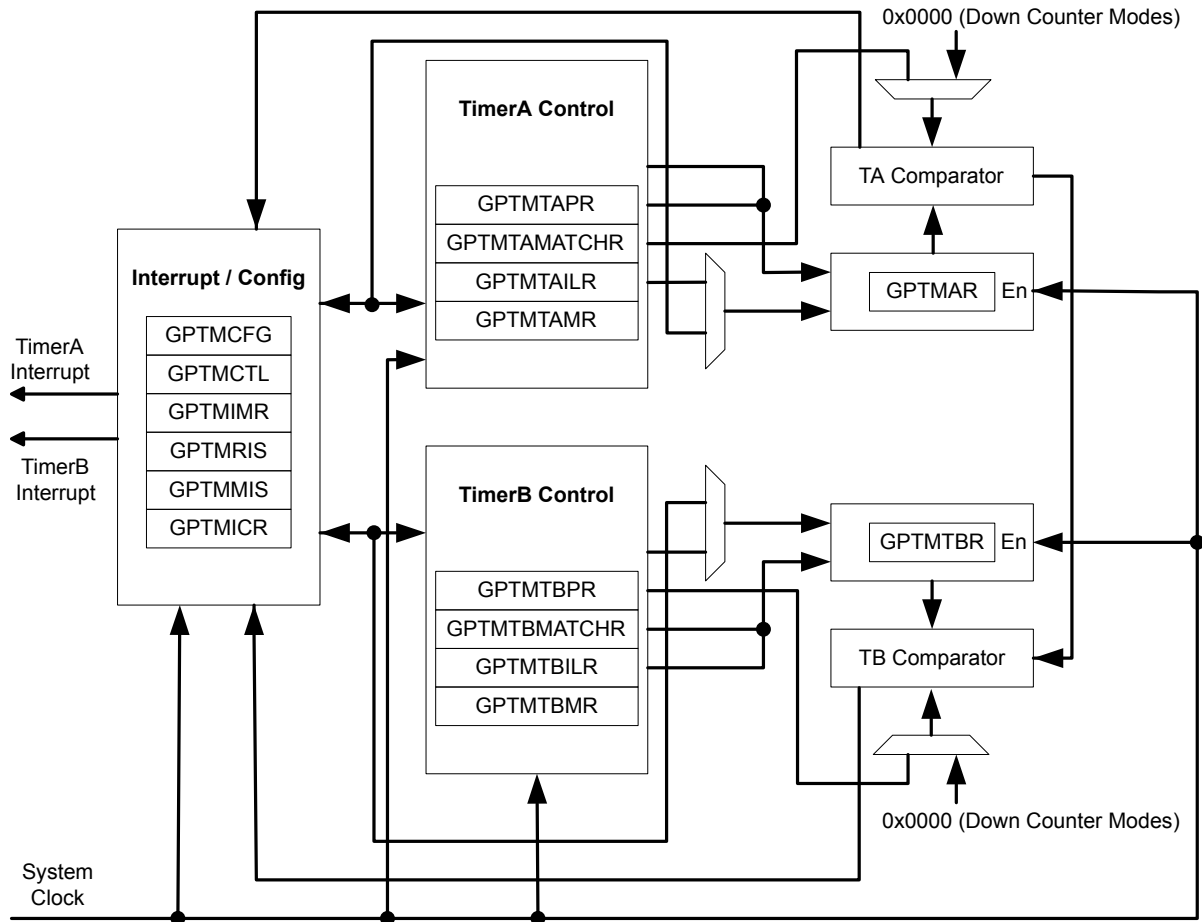 0x0000 (Down Counter Modes)
TimerA Control
GPTMTAPR
GPTMTAMATCHR
GPTMTAILR
GPTMTAMR
TA Comparator
GPTMAR
En
Interrupt / Config
GPTMCFG
GPTMCTL
GPTMIMR
GPTMRIS
GPTMMIS
GPTMICR
TimerA
Interrupt
TimerB
Interrupt
TimerB Control
GPTMTBPR
GPTMTBMATCHR
GPTMTBILR
GPTMTBMR
GPTMTBR
En
TB Comparator
0x0000 (Down Counter Modes)
System
Clock